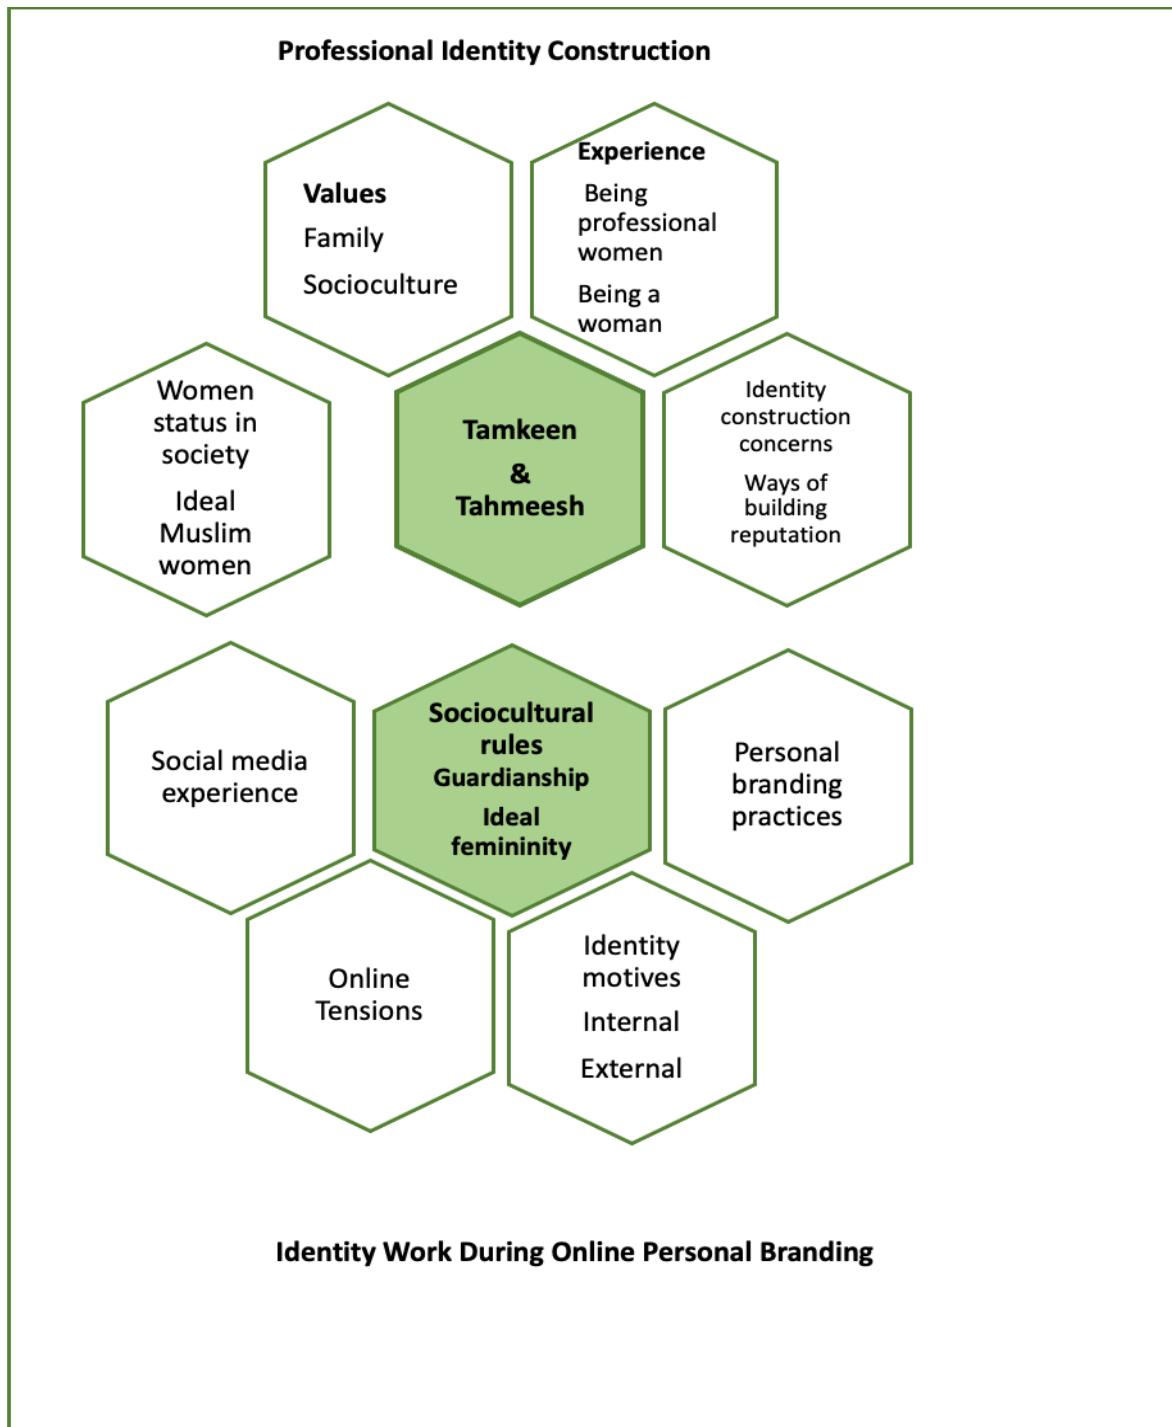 Professional Identity Construction
Values
Family
Socioculture
Experience
Being
professional
women
Being a
woman
Women
status in
society
Ideal
Muslim
women
Tamkeen
&
Tahmeesh
Identity
construction
concerns
Ways of
building
reputation
Social media
experience
Sociocultural
rules
Guardianship
Ideal
femininity
Personal
branding
practices
Online
Tensions
Identity
motives
Internal
External
Identity Work During Online Personal Branding